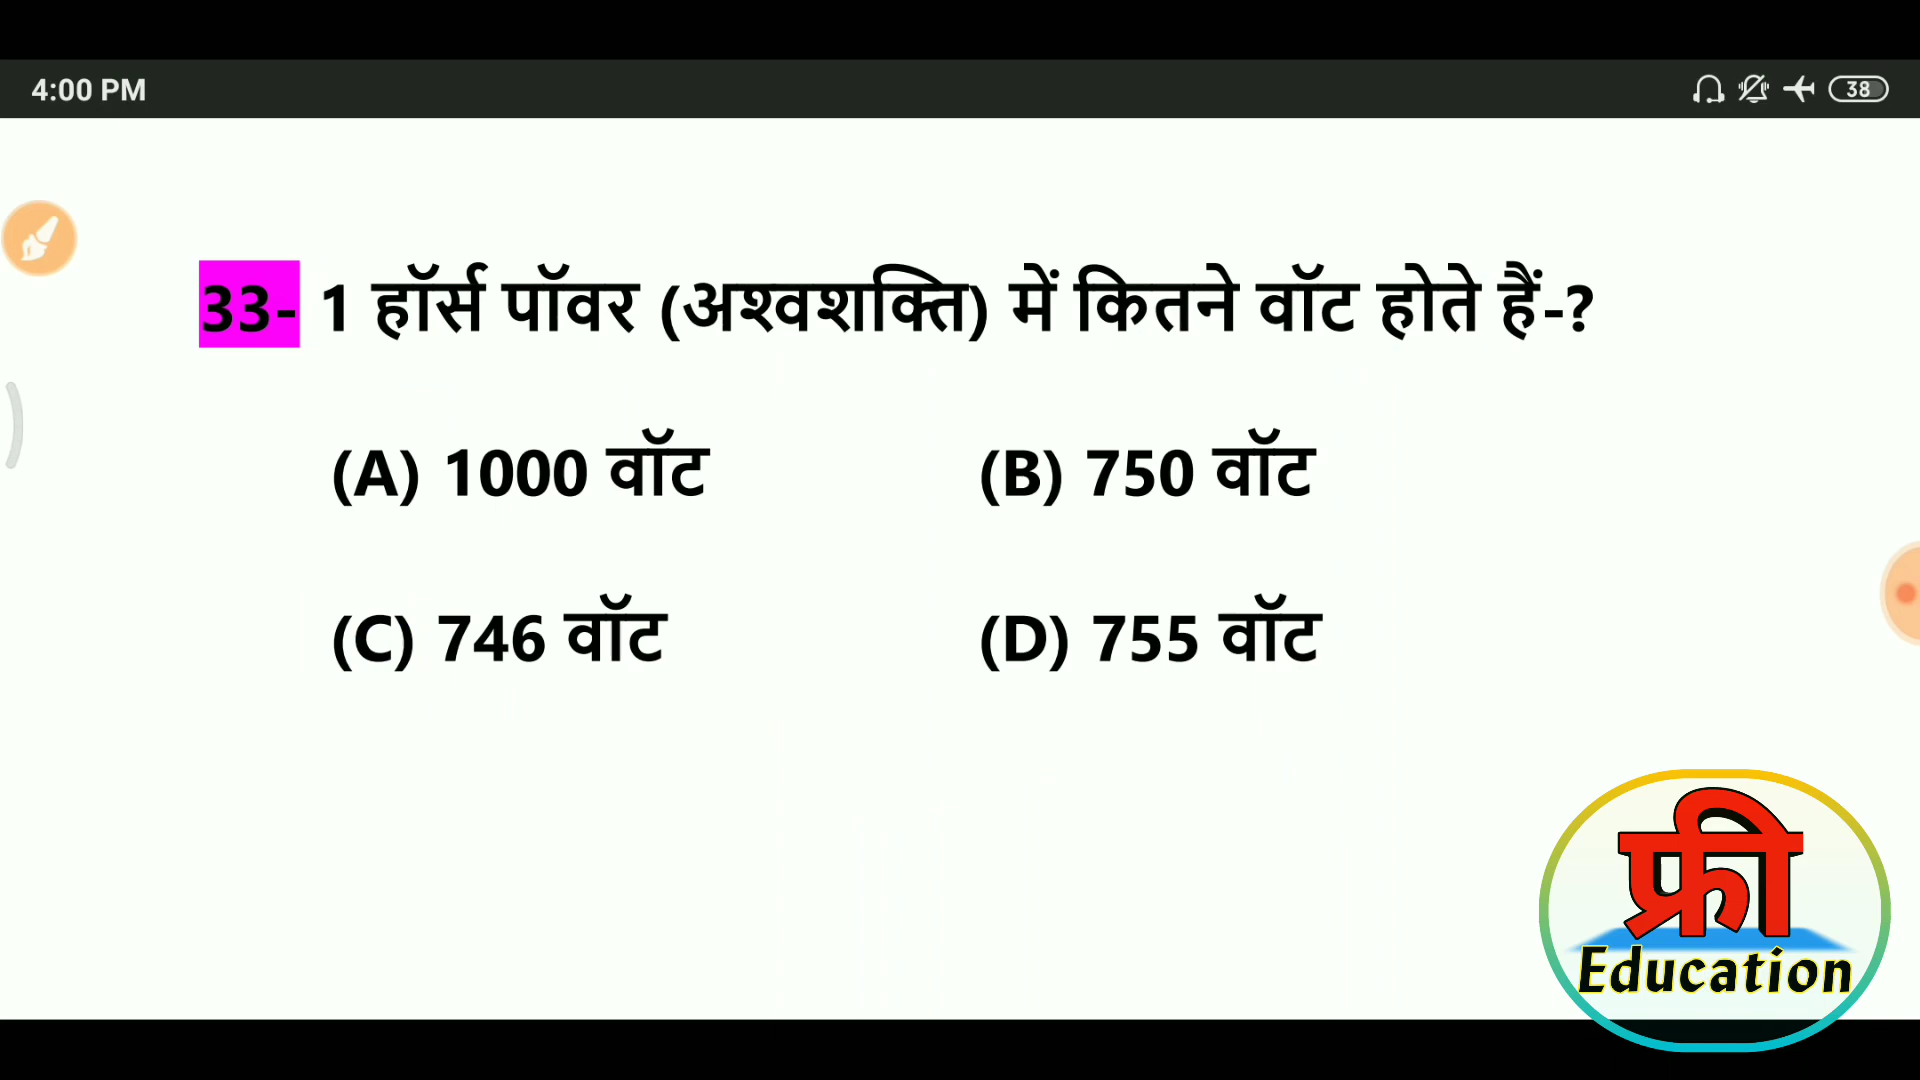 4:00 PM
38
33- 1 हॉर्स पॉवर (अश्वशक्ति) में कितने वॉट होते हैं-?
(A) 1000 वॉट (B) 750 वॉट
(C) 746 वॉट (D) 755 वॉट
फ्री
Education